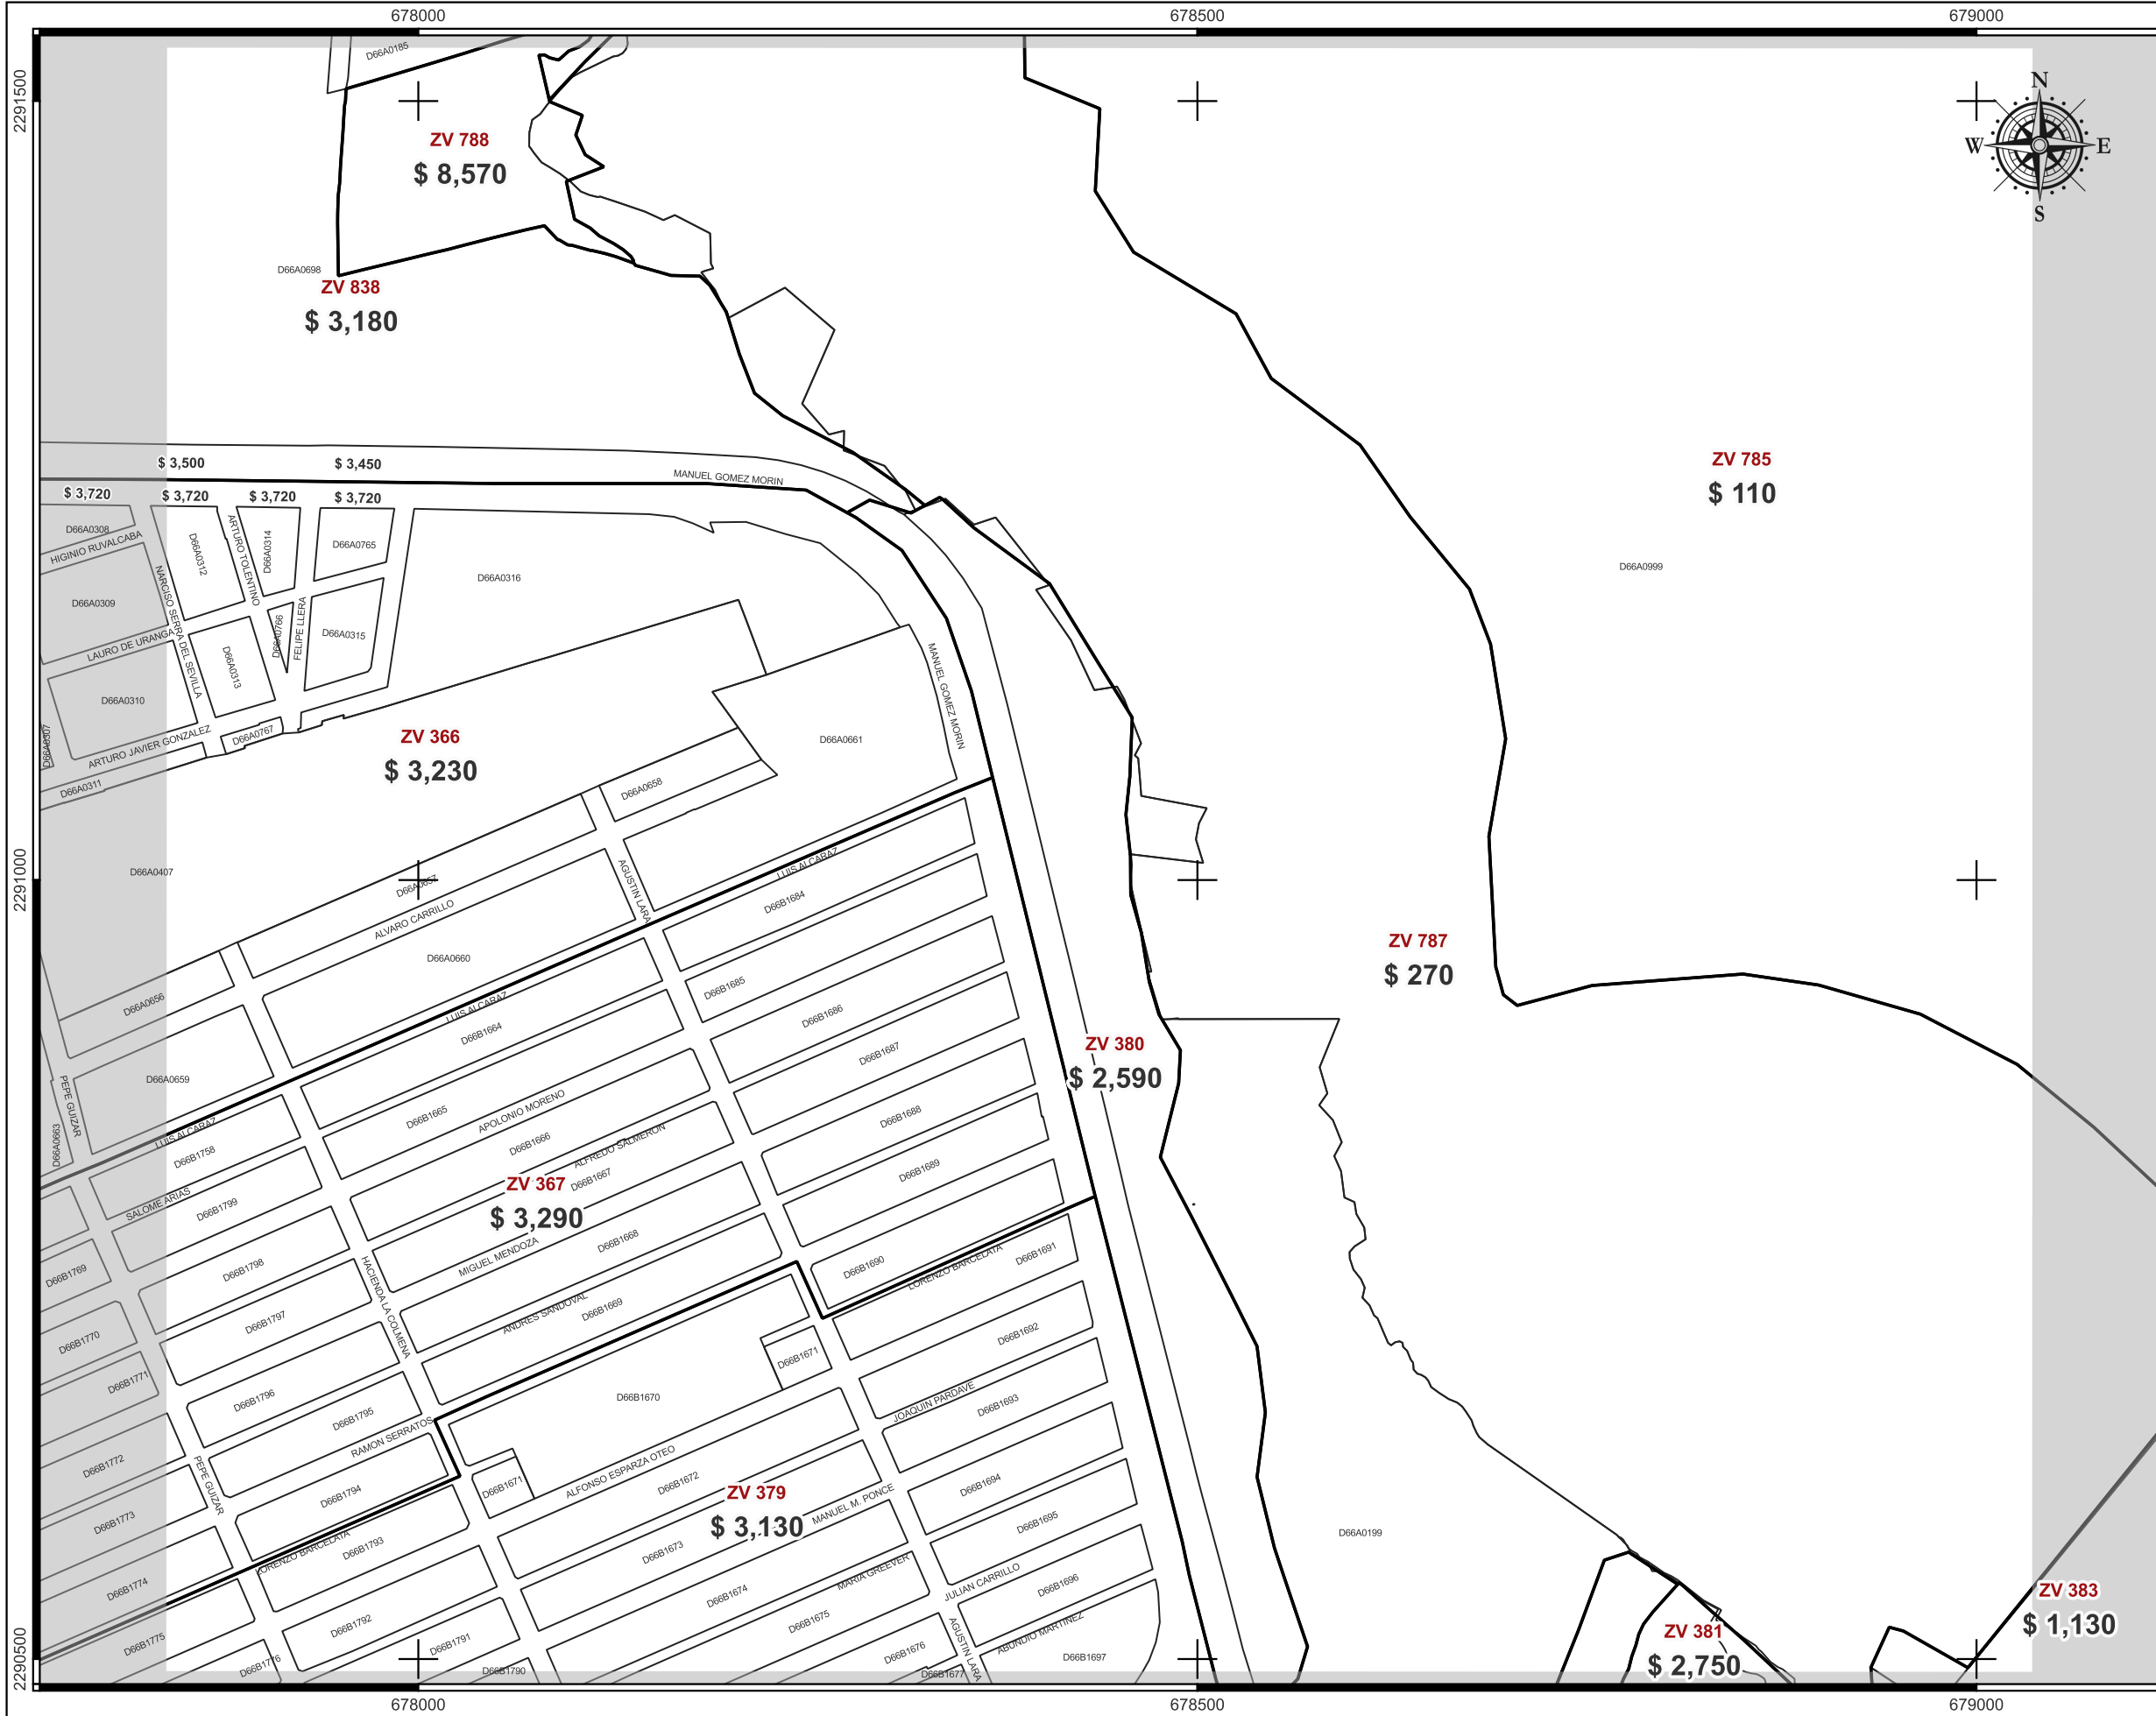 678000
678500
679000
2291500
2291000
2290500
678000
678500
679000
N
W
E
S
D66A0185
ZV 788
$ 8,570
D66A0698
ZV 838
$ 3,180
ZV 785
$ 110
D66A0999
$ 3,500
$ 3,450
MANUEL GOMEZ MORIN
$ 3,720
$ 3,720
$ 3,720
$ 3,720
D66A0308
HIGINIO RUVALCABA
D66A0312
ARTURO TOLENTINO
D66A0314
D66A0765
D66A0316
D66A0309
NARCISO SERRA DEL SEVILLA
LAURO DE URANGA
D66A0313
D66A0766
FELIPE LLERA
D66A0315
D66A0310
D66A0307
ARTURO JAVIER GONZALEZ
D66A0767
D66A0311
MANUEL GOMEZ MORIN
D66A0661
ZV 366
$ 3,230
D66A0658
D66A0407
D66A0657
ALVARO CARRILLO
AGUSTIN LARA
LUIS ALCARAZ
D66B1684
D66A0660
D66A0656
LUIS ALCARAZ
D66B1664
D66B1685
D66B1686
D66B1687
ZV 787
$ 270
ZV 380
$ 2,590
D66A0659
PEPE GUIZAR
D66A0663
LUIS ALCARAZ
D66B1758
D66B1665
APOLONIO MORENO
D66B1666
ALFREDO SALMERON
D66B1667
D66B1688
D66B1689
SALOME ARIAS
D66B1799
ZV 367
$ 3,290
D66B1668
MIGUEL MENDOZA
D66B1769
D66B1798
HACIENDA LA COLMENA
D66B1690
LORENZO BARCELATA
D66B1691
D66B1770
D66B1797
ANDRES SANDOVAL
D66B1669
D66B1692
D66B1771
D66B1796
D66B1671
D66B1670
JOAQUIN PARDAVE
D66B1693
D66B1795
RAMON SERRATOS
D66B1772
PEPE GUIZAR
D66B1794
D66B1671
ALFONSO ESPARZA OTEO
D66B1672
ZV 379
$ 3,130
MANUEL M. PONCE
D66B1694
D66B1773
LORENZO BARCELATA
D66B1793
D66B1673
D66B1695
D66A0199
D66B1774
D66B1674
MARIA GREEVER
JULIAN CARRILLO
D66B1696
D66B1775
D66B1792
D66B1675
D66B1776
D66B1791
D66B1790
D66B1676
D66B1677
AGUSTIN LARA
ABUNDIO MARTINEZ
D66B1697
ZV 381
$ 2,750
ZV 383
$ 1,130